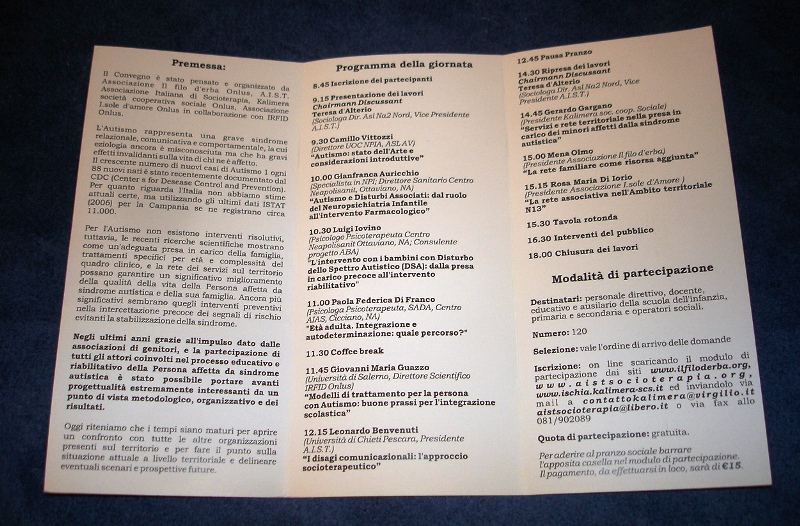 Premessa:
Il Convegno è stato pensato e organizzato da
Associazione Il filo d'erba Onlus, A.I.S.T.
Associazione Italiana di Socioterapia, Kalimera
società cooperativa sociale Onlus, Associazione
I.sole d'amore Onlus in collaborazione con IRFID
Onlus.
L'Autismo rappresenta una grave sindrome
relazionale, comunicativa e comportamentale, la cui
eziologia ancora è misconosciuta ma che ha gravi
effetti invalidanti sulla vita di chi ne è affetto.
Il crescente numero di nuovi casi di Autismo 1 ogni
88 nuovi nati è stato recentemente documentato dal
CDC (Center s for Desease Control and Prevention).
Per quanto riguarda l'Italia non abbiamo stime
attuali certe, ma utilizzando gli ultimi dati ISTAT
(2006) per la Campania se ne registrano circa
11.000.
Per l'Autismo non esistono interventi risolutivi,
tuttavia, le recenti ricerche scientifiche mostrano
come un'adeguata presa in carico della famiglia,
trattamenti specifici per età e complessità del
quadro clinico, e la rete dei servizi sul territorio
possano garantire un significativo miglioramento
della qualità della vita della Persona affetta da
sindrome autistica e della sua famiglia. Ancora più
significativi sembrano quegli interventi preventivi
nella intercettazione precoce dei segnali di rischio
evitanti la stabilizzazione della sindrome.
Negli ultimi anni grazie all'impulso dato dalle
associazioni di genitori, e la partecipazione di
tutti gli attori coinvolti nel processo educativo e
riabilitativo della Persona affetta da sindrome
autistica è stato possibile portare avanti
progettualità estremamente interessanti da un
punto di vista metodologico, organizzativo e dei
risultati.
Oggi riteniamo che i tempi siano maturi per aprire
un confronto con tutte le altre organizzazioni
presenti sul territorio e per fare il punto sulla
situazione attuale a livello territoriale e delineare
eventuali scenari e prospettive future.
Programma della giornata
8.45 Iscrizione dei partecipanti
9.15 Presentazione dei lavori
Chairmann Discussant
Teresa d'Alterio
(Sociologa Dir. Asl Na2 Nord, Vice Presidente
A.I.S.T.)
9.30 Camillo Vittozzi
(Direttore UOC NPIA, ASL AV)
"Autismo: stato dell'Arte e
considerazioni introduttive"
10.00 Gianfranca Auricchio
(Specialista in NPI; Direttore Sanitario Centro
Neapolisanit, Ottaviano, NA)
"Autismo e Disturbi Associati: dal ruolo
del Neuropsichiatria Infantile
all'intervento Farmacologico"
10.30 Luigi Iovino
(Psicologo Psicoterapeuta Centro
Neapolisanit Ottaviano, NA; Consulente
progetto ABA)
"L'intervento con i bambini con Disturbo
dello Spettro Autistico (DSA): dalla presa
in carico precoce all'intervento
riabilitativo"
11.00 Paola Federica Di Franco
(Psicologa Psicoterapeuta, SADA, Centro
AIAS, Cicciano, NA)
"Età adulta. Integrazione e
autodeterminazione: quale percorso?"
11.30 Coffee break
11.45 Giovanni Maria Guazzo
(Università di Salerno, Direttore Scientifico
IRFID Onlus)
"Modelli di trattamento per la persona
con Autismo: buone prassi per l'integrazione
scolastica"
12.15 Leonardo Benvenuti
(Università di Chieti Pescara, Presidente
A.I.S.T.)
"I disagi comunicazionali: l'approccio
socioterapeutico"
12.45 Pausa Pranzo
14.30 Ripresa dei lavori
Chairmann Discussant
Teresa d'Alterio
(Sociologa Dir. Asl Na2 Nord, Vice
Presidente A.I.S.T.)
14.45 Gerardo Gargano
(Presidente Kalimera soc. coop. Sociale)
"Servizi e rete territoriale nella presa in
carico dei minori affetti dalla sindrome
autistica"
15.00 Mena Olmo
(Presidente Associazione Il filo d'erba)
"La rete familiare come risorsa aggiunta"
15.15 Rosa Maria Di Iorio
(Presidente Associazione I.sole d'Amore)
"La rete associativa nell'Ambito territoriale
N13"
15.30 Tavola rotonda
16.30 Interventi del pubblico
18.00 Chiusura dei lavori
Modalità di partecipazione
Destinatari: personale direttivo, docente,
educativo e ausilario della scuola dell'infanzia,
primaria e secondaria e operatori sociali.
Numero: 120
Selezione: vale l'ordine di arrivo delle domande
Iscrizione: on line scaricando il modulo di
partecipazione dai siti www.ilfiloderba.org,
www.aistsocioterapia.org,
www.ischia.kalimera-scs.it ed inviandolo via
mail a contattokalimera@virgilio.it
aistsocioterapia@libero.it o via fax allo
081/902089
Quota di partecipazione: gratuita.
Per aderire al pranzo sociale barrare
l'apposita casella nel modulo di partecipazione.
Il pagamento, da effettuarsi in loco, sarà di €15.